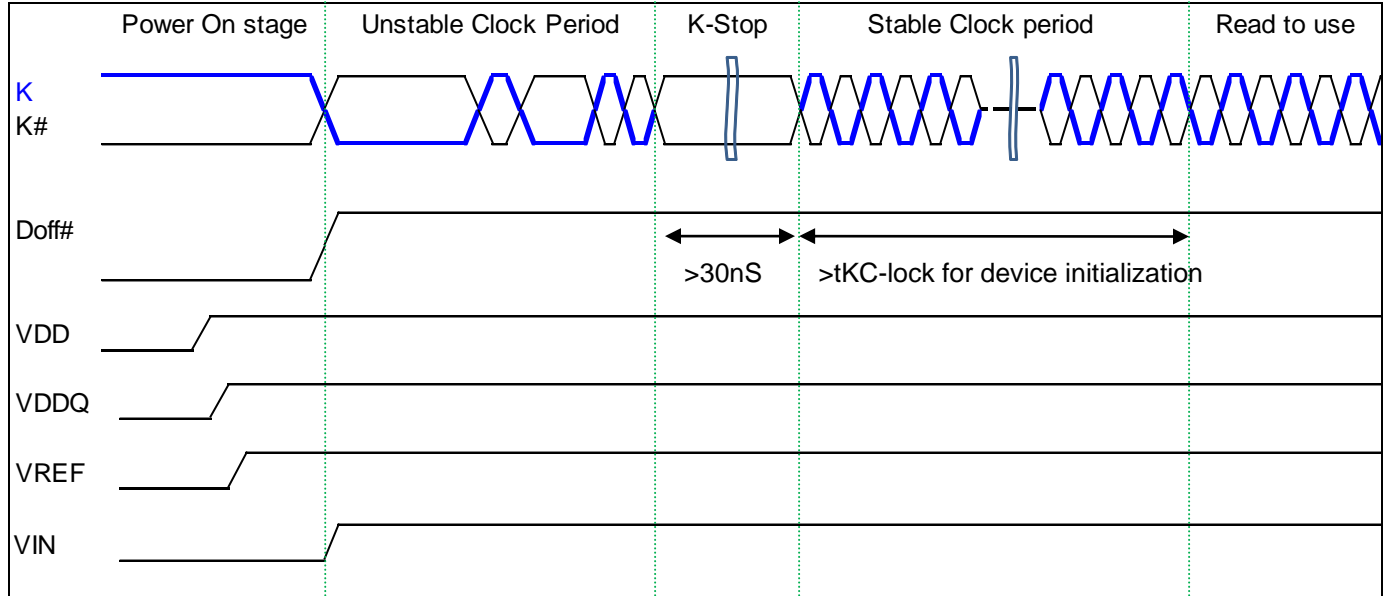 Power On stage
Unstable Clock Period
K-Stop
Stable Clock period
Read to use
K
K#
Doff#
>30nS
>tKC-lock for device initialization
VDD
VDDQ
VREF
VIN